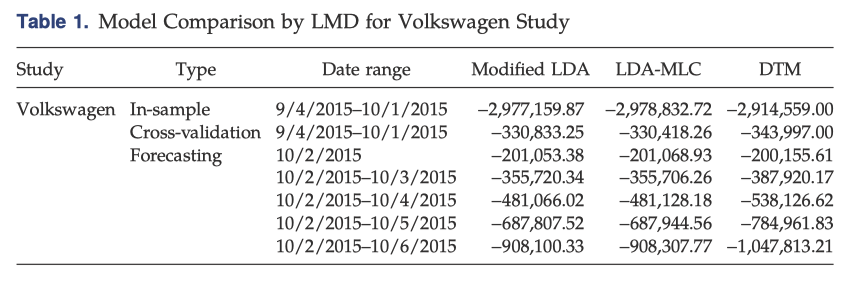 Table 1. Model Comparison by LMD for Volkswagen Study
Study Type Date range Modified LDA LDA-MLC DTM
Volkswagen In-sample 9/4/2015–10/1/2015 −2,977,159.87 −2,978,832.72 −2,914,559.00
Cross-validation 9/4/2015–10/1/2015 −330,833.25 −330,418.26 −343,997.00
Forecasting 10/2/2015 −201,053.38 −201,068.93 −200,155.61
10/2/2015–10/3/2015 −355,720.34 −355,706.26 −387,920.17
10/2/2015–10/4/2015 −481,066.02 −481,128.18 −538,126.62
10/2/2015–10/5/2015 −687,807.52 −687,944.56 −784,961.83
10/2/2015–10/6/2015 −908,100.33 −908,307.77 −1,047,813.21